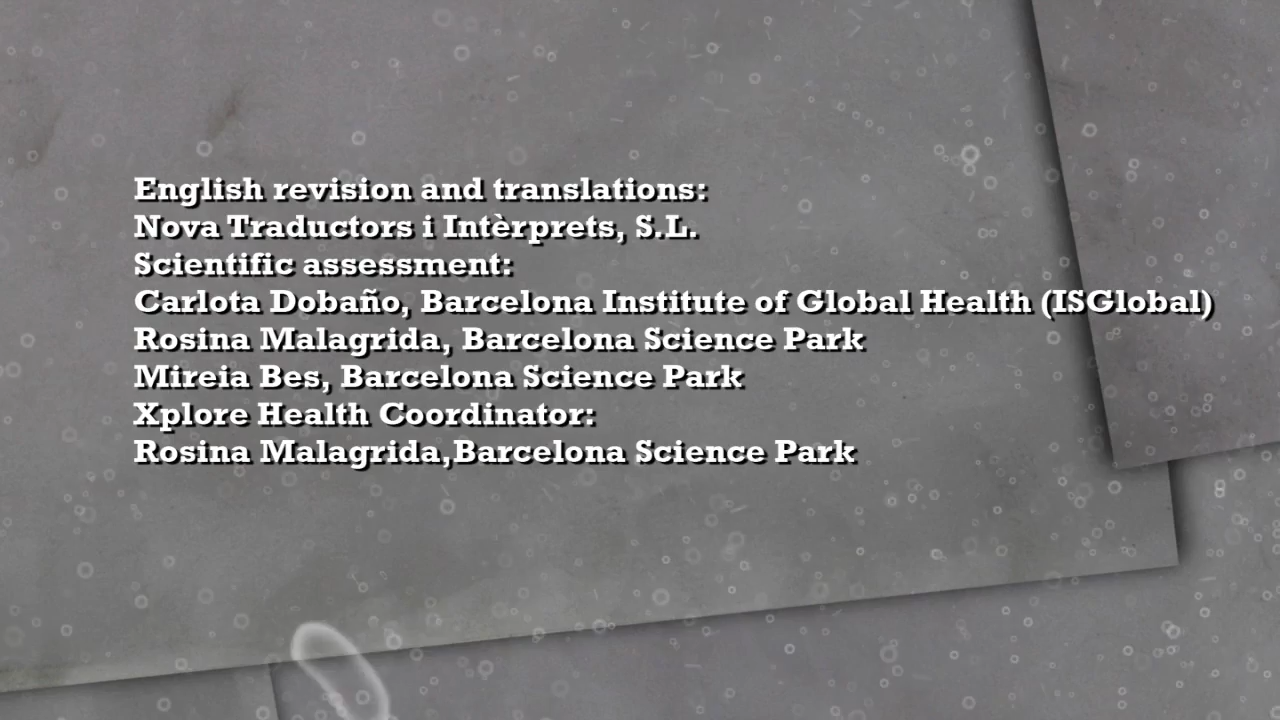 English revision and translations:
Nova Traductors i Intèrprets, S.L.
Scientific assessment:
Carlota Dobaño, Barcelona Institute of Global Health (ISGlobal)
Rosina Malagrida, Barcelona Science Park
Mireia Bes, Barcelona Science Park
Xplore Health Coordinator:
Rosina Malagrida,Barcelona Science Park